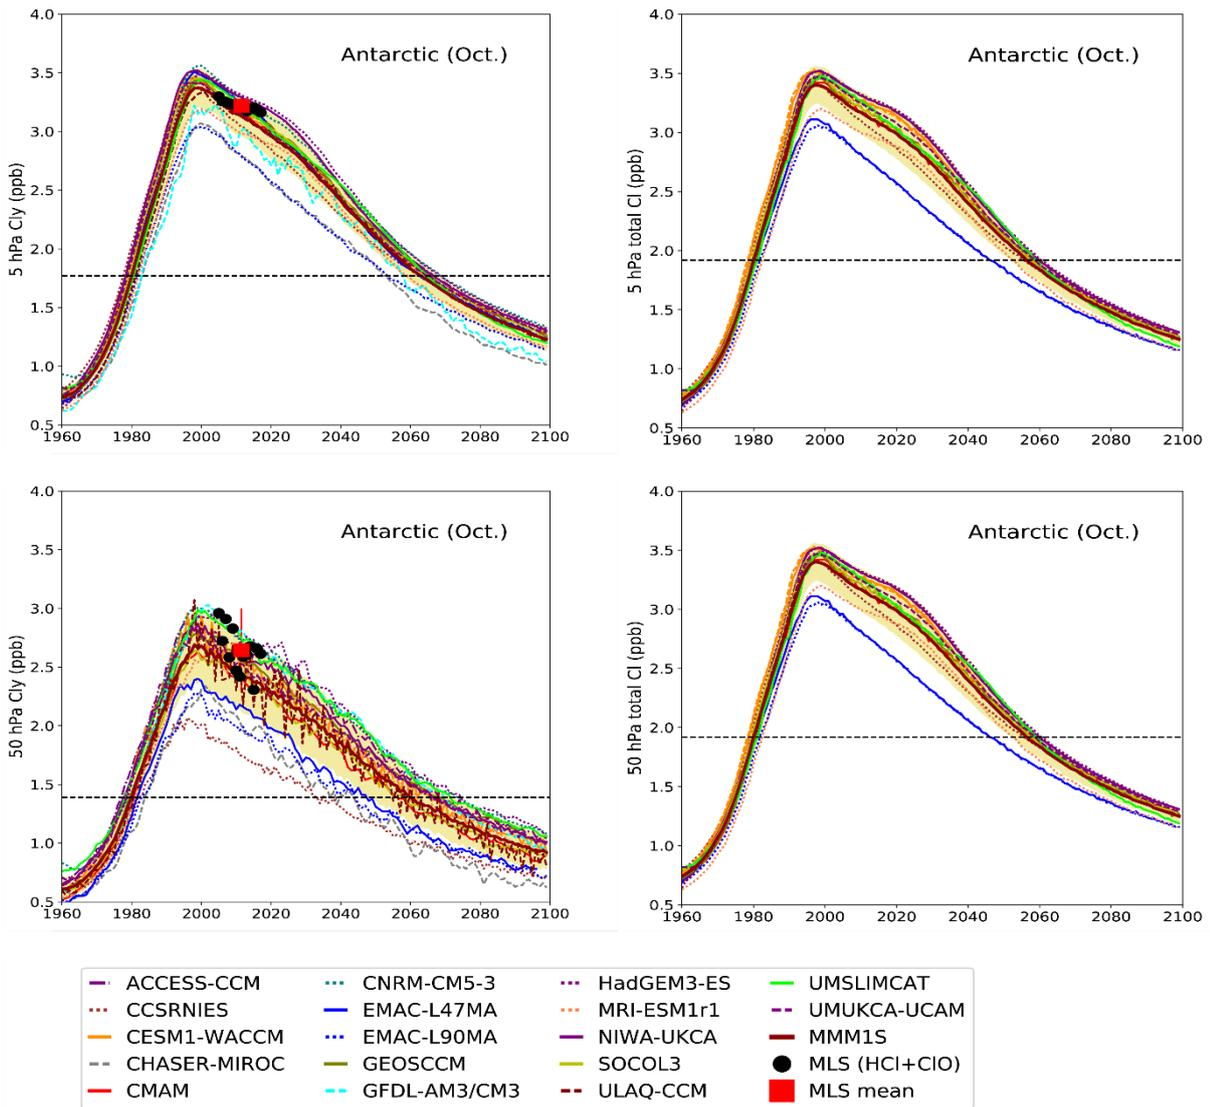 4.0
3.5
3.0
2.5
2.0
1.5
1.0
0.5
5 hPa Cly (ppb)
Antarctic (Oct.)
1960 1980 2000 2020 2040 2060 2080 2100
4.0
3.5
3.0
2.5
2.0
1.5
1.0
0.5
5 hPa total Cl (ppb)
Antarctic (Oct.)
1960 1980 2000 2020 2040 2060 2080 2100
4.0
3.5
3.0
2.5
2.0
1.5
1.0
0.5
50 hPa Cly (ppb)
Antarctic (Oct.)
1960 1980 2000 2020 2040 2060 2080 2100
4.0
3.5
3.0
2.5
2.0
1.5
1.0
0.5
50 hPa total Cl (ppb)
Antarctic (Oct.)
1960 1980 2000 2020 2040 2060 2080 2100
ACCESS-CCM
CCSRNIES
CESM1-WACCM
CHASER-MIROC
CMAM
CNRM-CM5-3
EMAC-L47MA
EMAC-L90MA
GEOSCCM
GFDL-AM3/CM3
HadGEM3-ES
MRI-ESM1r1
NIWA-UKCA
SOCOL3
ULAQ-CCM
UMSLIMCAT
UMUKCA-UCAM
MMM1S
MLS (HCl+ClO)
MLS mean